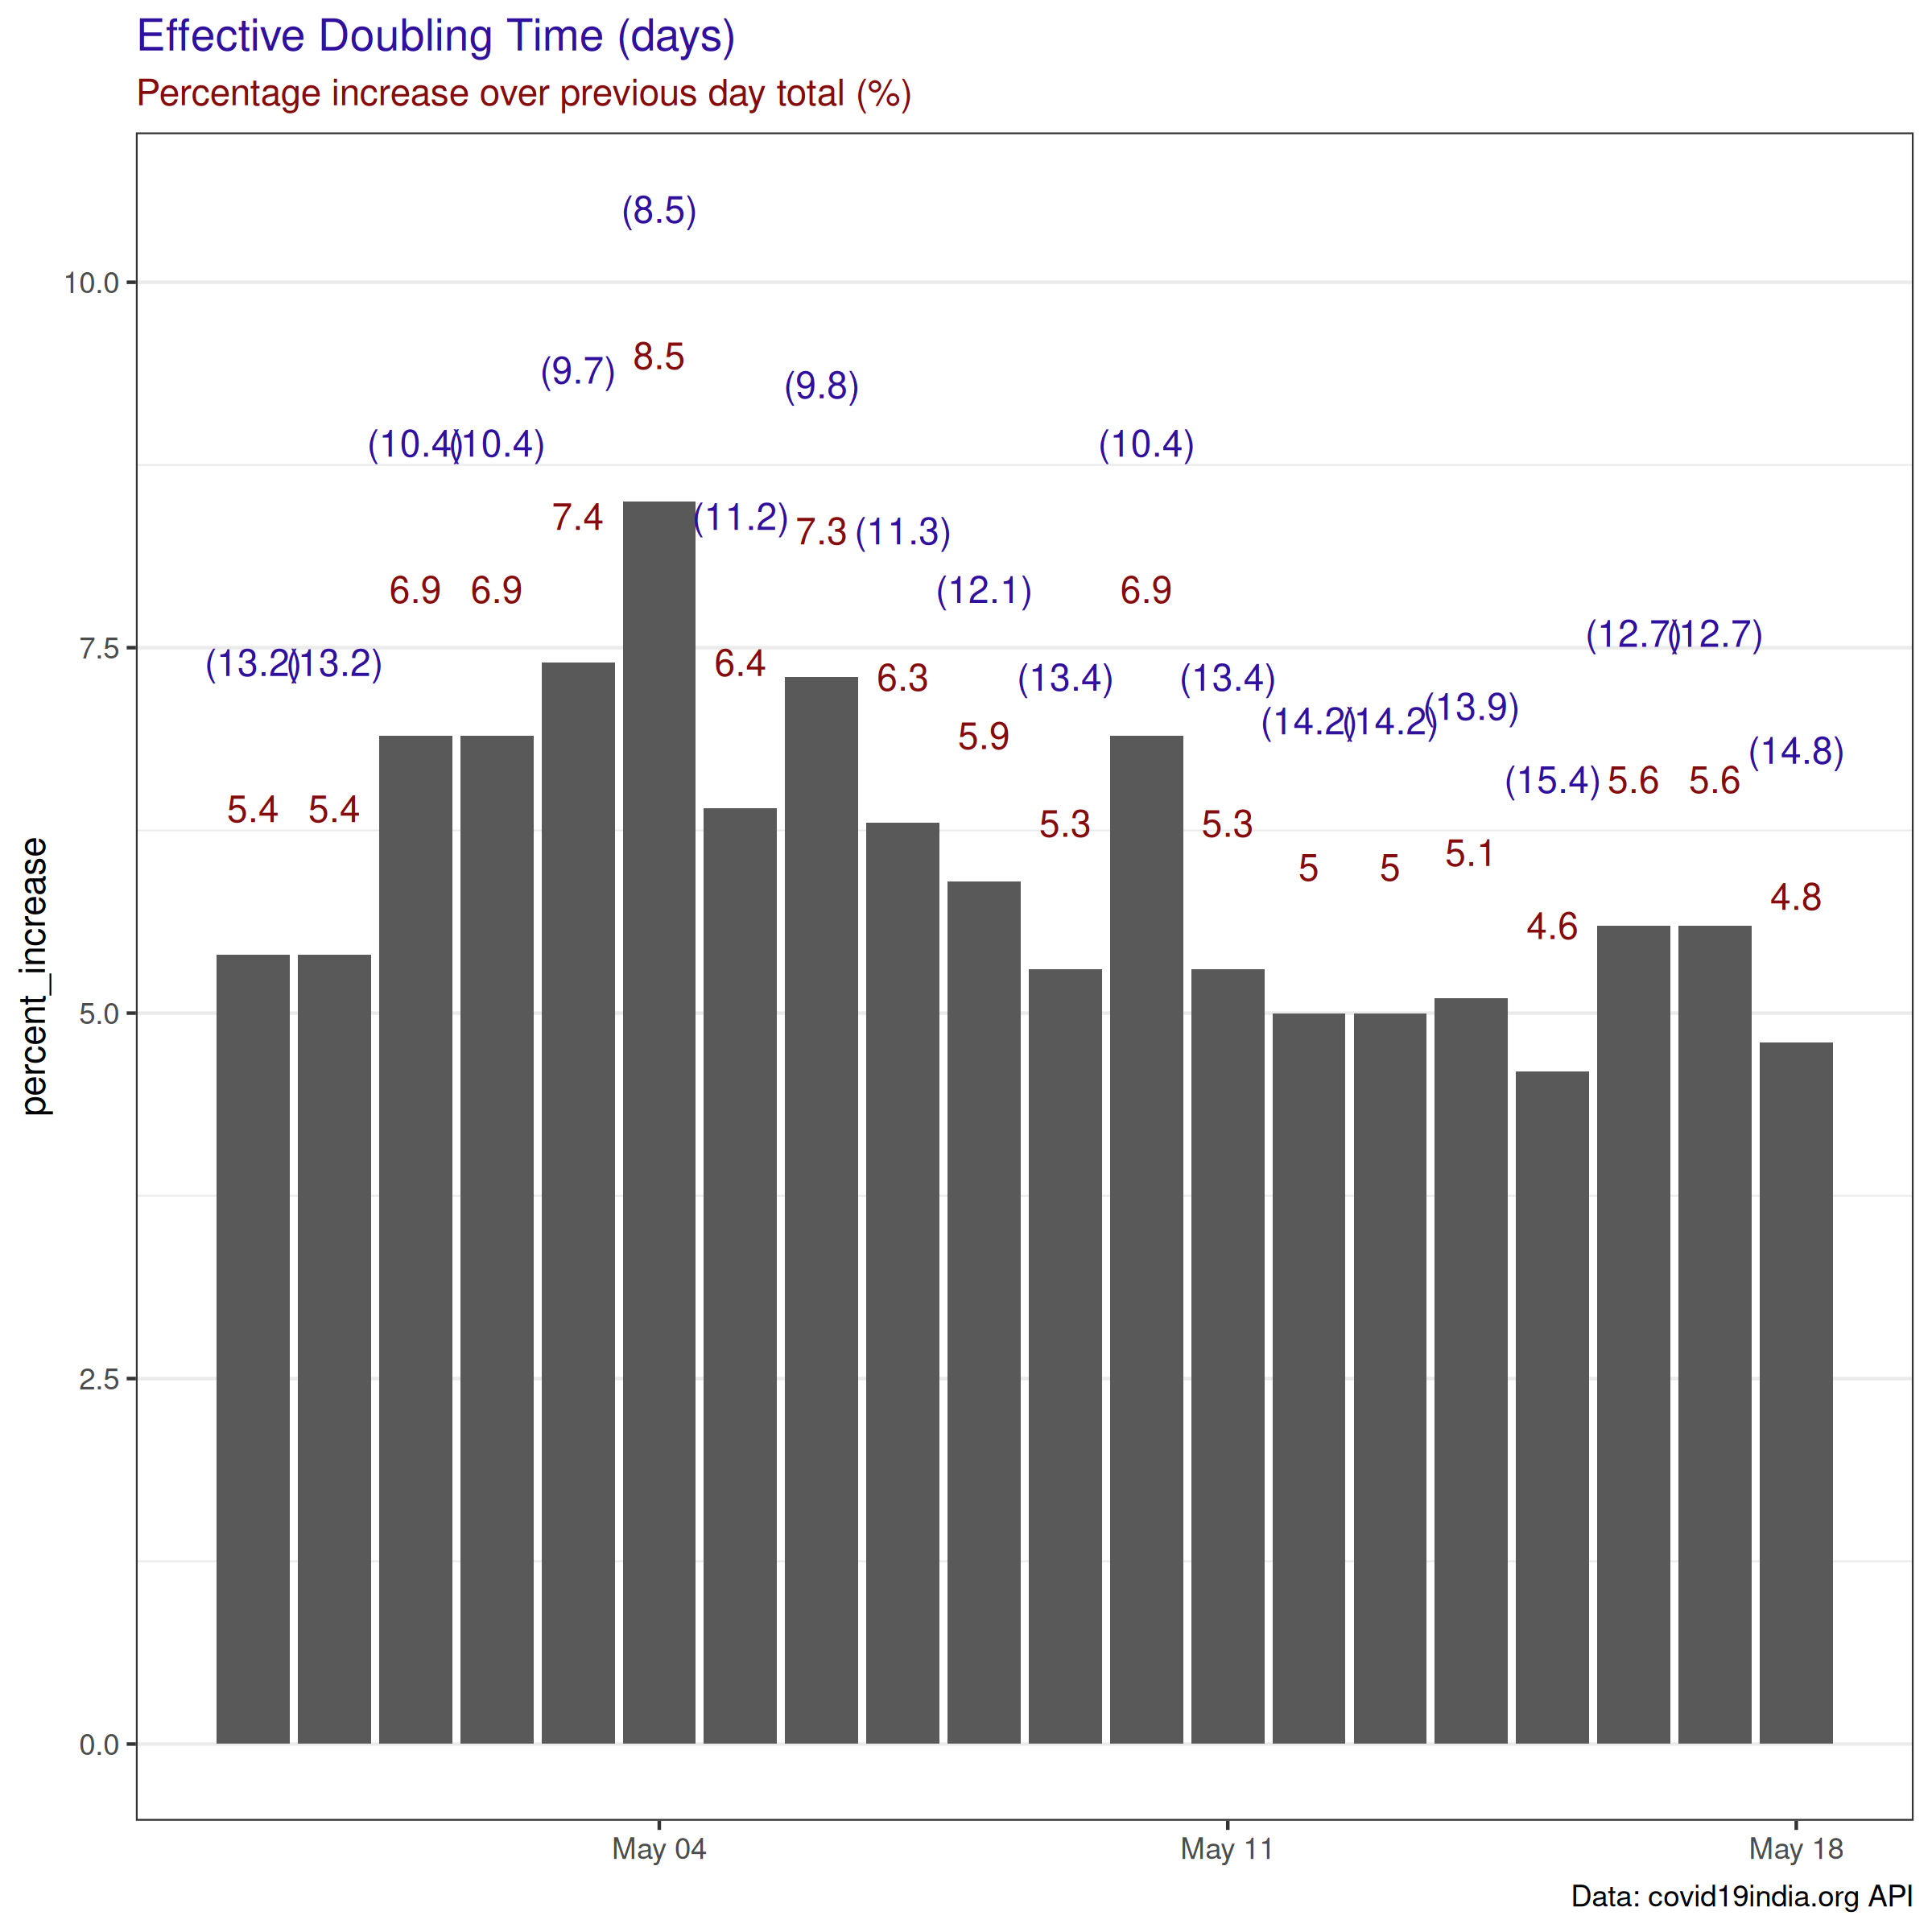 Effective Doubling Time (days)
Percentage increase over previous day total (%)
(8.5)
10.0
(9.7) 8.5 (9.8)
(10.4) (10.4) (10.4)
7.4 (11.2) 7.3 (11.3)
6.9 6.9 (12.1) 6.9
7.5 (12.7) (12.7)
(13.2) (13.2) 6.4 6.3 (13.4) (13.4)
5.9 (14.2) (14.2) (13.9)
(15.4) 5.6 5.6 (14.8)
5.4 5.4 5.3 5.3
5 5 5.1
4.6 4.8
percent_increase
5.0
2.5
0.0
May 04 May 11 May 18
Data: covid19india.org API